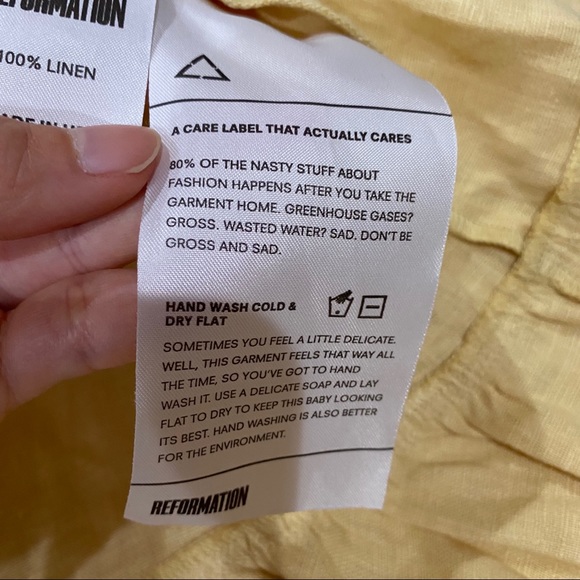 REFORMATION
100% LINEN
A CARE LABEL THAT ACTUALLY CARES
80% OF THE NASTY STUFF ABOUT
FASHION HAPPENS AFTER YOU TAKE THE
GARMENT HOME. GREENHOUSE GASES?
GROSS. WASTED WATER? SAD. DON'T BE
GROSS AND SAD.
HAND WASH COLD &
DRY FLAT
SOMETIMES YOU FEEL A LITTLE DELICATE.
WELL, THIS GARMENT FEELS THAT WAY ALL
THE TIME, SO YOU'VE GOT TO HAND
WASH IT. USE A DELICATE SOAP AND LAY
FLAT TO DRY TO KEEP THIS BABY LOOKING
ITS BEST. HAND WASHING IS ALSO BETTER
FOR THE ENVIRONMENT.
REFORMATION